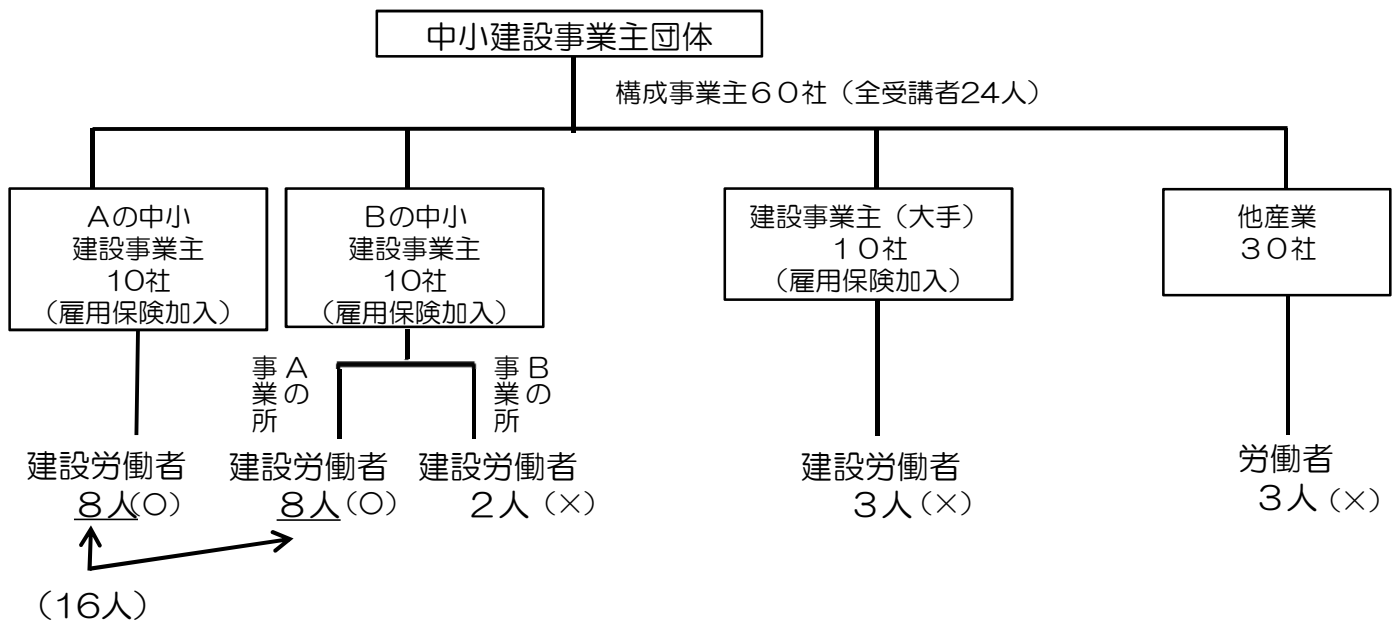 中小建設事業主団体
構成事業主６０社（全受講者24人）
Ａの中小
建設事業主
10社
（雇用保険加入）
Ｂの中小
建設事業主
10社
（雇用保険加入）
建設事業主（大手）
１０社
（雇用保険加入）
他産業
３０社
Ａの
事業所
Ｂの
事業所
建設労働者
８人(○)
建設労働者
８人(○)
建設労働者
２人（×）
建設労働者
３人（×）
労働者
３人（×）
（16人）